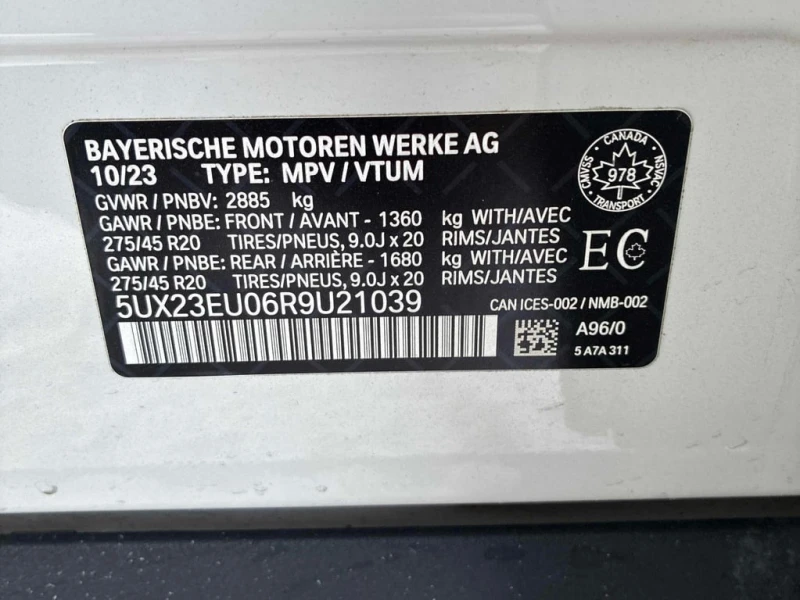 BAYERISCHE MOTOREN WERKE AG
10/23 TYPE: MPV / VTUM
GVWR / PNBV: 2885 kg
GAWR / PNBE: FRONT / AVANT - 1360 kg WITH/AVEC
275/45 R20 TIRES/PNEUS, 9.0J x 20 RIMS/JANTES
GAWR / PNBE: REAR / ARRIÈRE - 1680 kg WITH/AVEC
275/45 R20 TIRES/PNEUS, 9.0J x 20 RIMS/JANTES
5UX23EU06R9U21039
CANADA
CMVSS
978
NSVAC
TRANSPORT
EC
CAN ICES-002 / NMB-002
A96/0
5 A7A 311